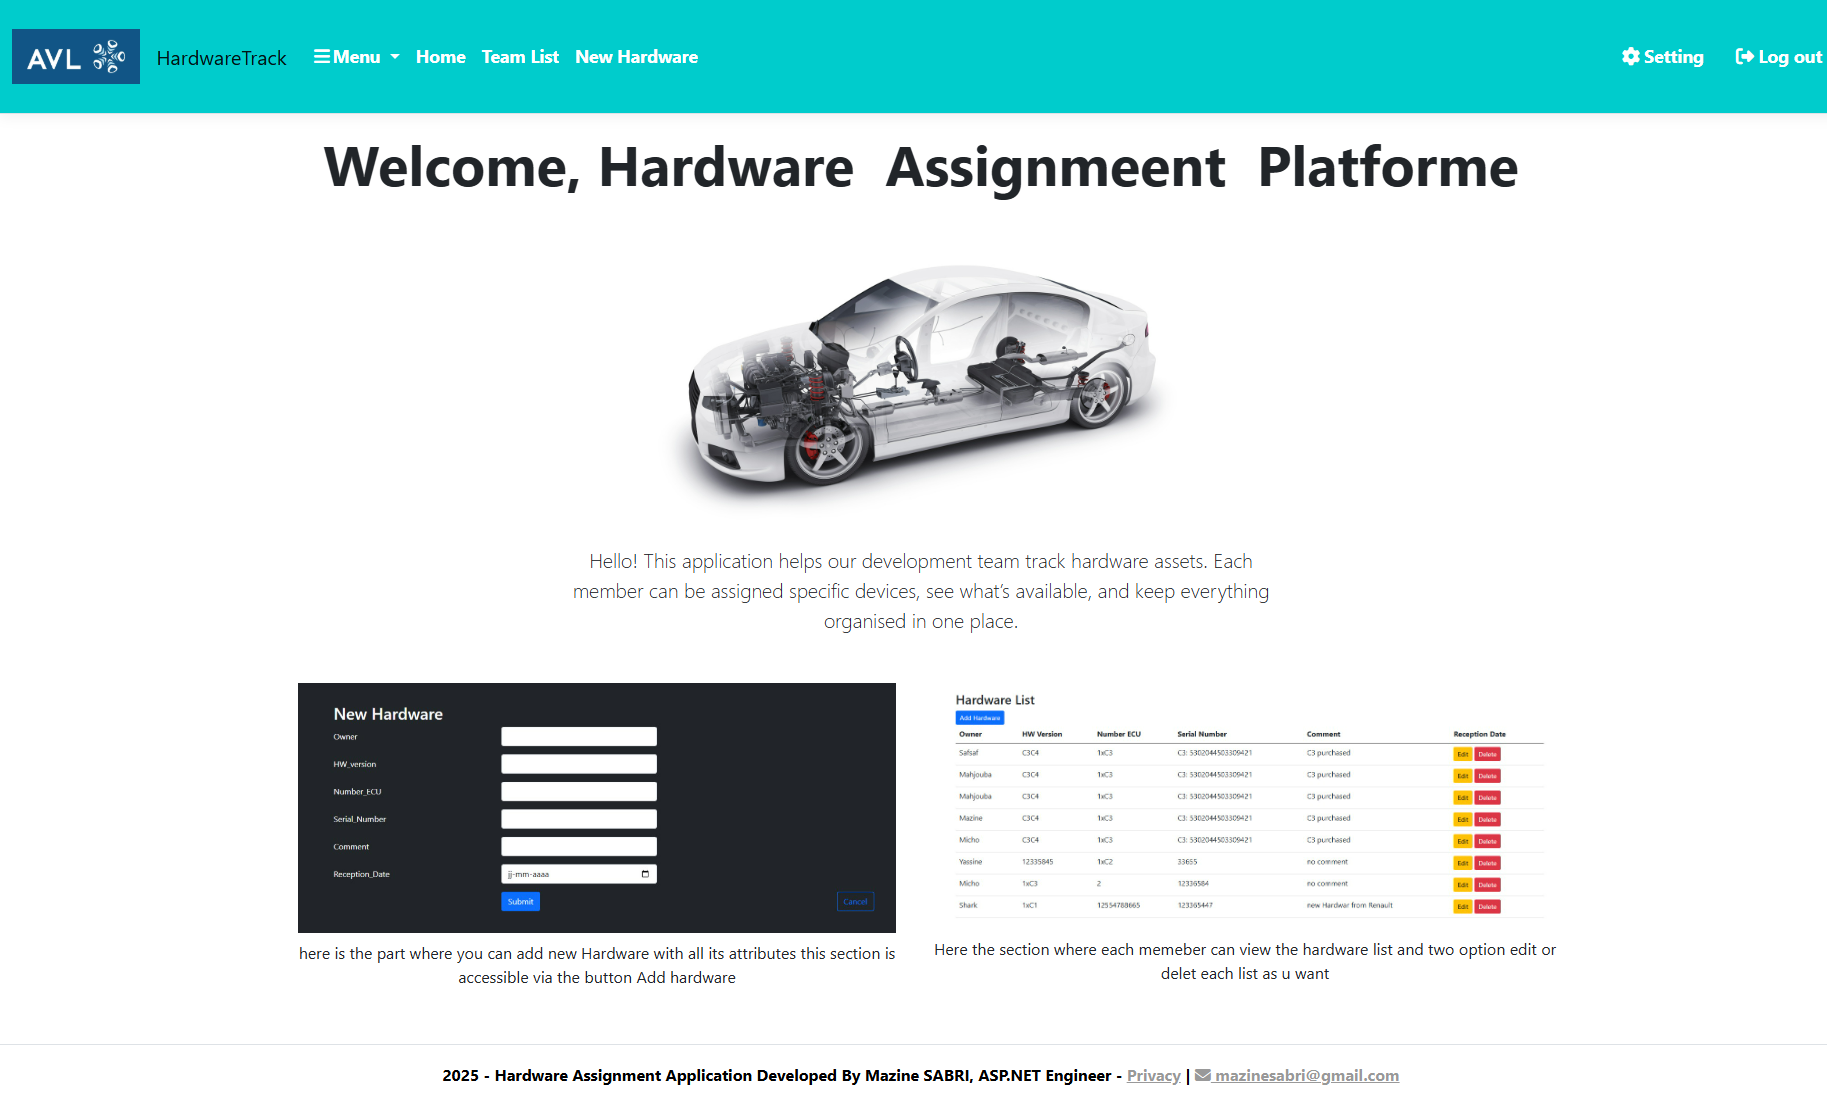 AVL
HardwareTrack
Menu
Home
Team List
New Hardware
Setting
Log out
Welcome, Hardware Assignmeent Platforme
Hello! This application helps our development team track hardware assets. Each
member can be assigned specific devices, see what's available, and keep everything
organised in one place.
New Hardware
Owner
HW_version
Number_ECU
Serial_Number
Comment
Reception_Date
jj-mm-aaaa
Submit
Cancel
here is the part where you can add new Hardware with all its attributes this section is
accessible via the button Add hardware
Hardware List
Add Hardware
Owner HW Version Number ECU Serial Number Comment Reception Date
Safsaf C3C4 1xC3 C3: 5302044503309421 C3 purchased Edit Delete
Mahjouba C3C4 1xC3 C3: 5302044503309421 C3 purchased Edit Delete
Mahjouba C3C4 1xC3 C3: 5302044503309421 C3 purchased Edit Delete
Mazine C3C4 1xC3 C3: 5302044503309421 C3 purchased Edit Delete
Micho C3C4 1xC3 C3: 5302044503309421 C3 purchased Edit Delete
Yassine 12335845 1xC2 33655 no comment Edit Delete
Micho 1xC3 2 12336584 no comment Edit Delete
Shark 1xC1 12554788665 123365447 new Hardwar from Renault Edit Delete
Here the section where each memeber can view the hardware list and two option edit or
delet each list as u want
2025 - Hardware Assignment Application Developed By Mazine SABRI, ASP.NET Engineer - Privacy | mazinesabri@gmail.com